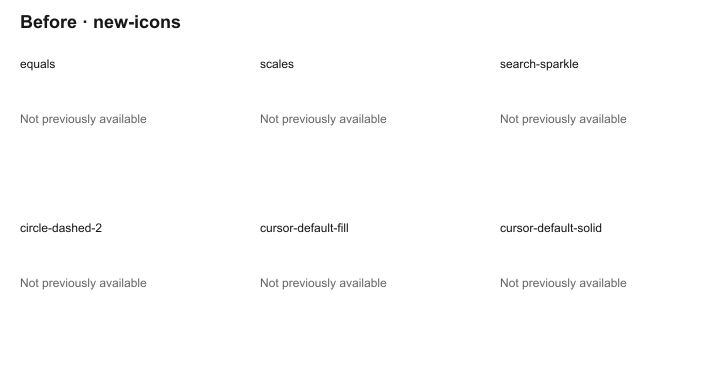 Before · new-icons
equals
scales
search-sparkle
Not previously available
Not previously available
Not previously available
circle-dashed-2
cursor-default-fill
cursor-default-solid
Not previously available
Not previously available
Not previously available